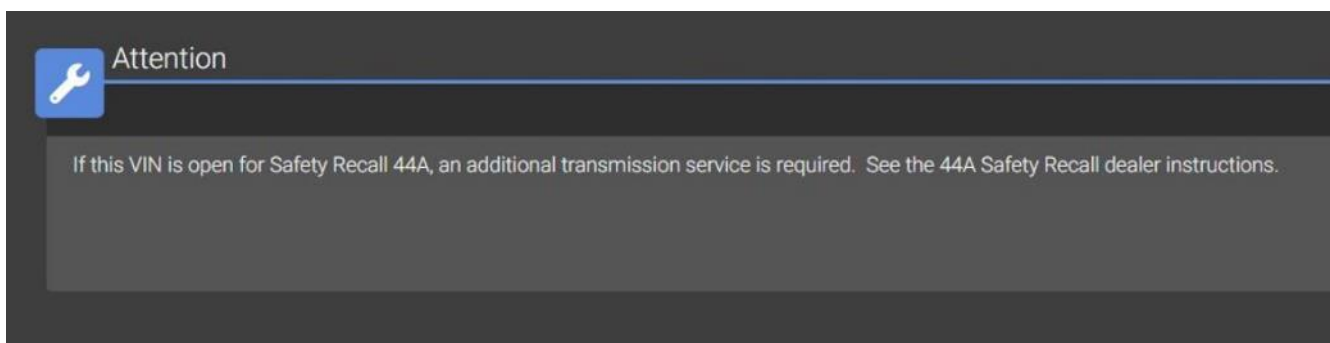 Attention
If this VIN is open for Safety Recall 44A, an additional transmission service is required.  See the 44A Safety Recall dealer instructions.